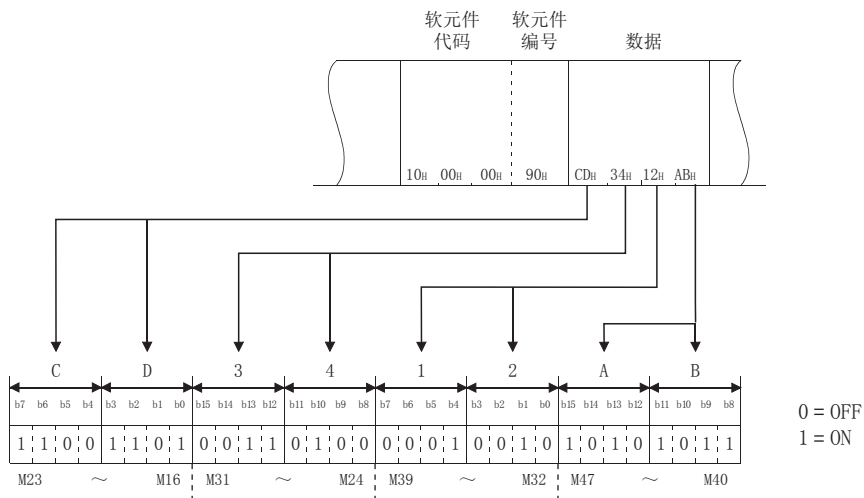 软元件 软元件
代码 编号 数据
10H 00H 00H 90H CDH 34H 12H ABH
C D 3 4 1 2 A B
b7 b6 b5 b4 b3 b2 b1 b0 b15 b14 b13 b12 b11 b10 b9 b8 b7 b6 b5 b4 b3 b2 b1 b0 b15 b14 b13 b12 b11 b10 b9 b8
0 = OFF
1 1 0 0 1 1 0 1 0 0 1 1 0 1 0 0 0 0 0 1 0 0 1 0 1 0 1 0 1 0 1 1
1 = ON
M23 ~ M16 M31 ~ M24 M39 ~ M32 M47 ~ M40